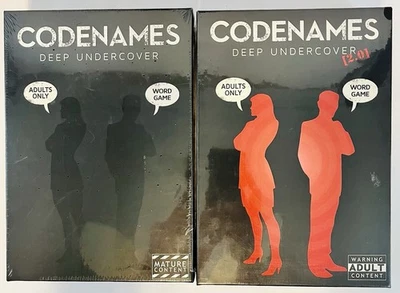 CODENAMES
DEEP UNDERCOVER
ADULTS
ONLY
WORD
GAME
MATURE
CONTENT
CODENAMES
DEEP UNDERCOVER
[2.0]
ADULTS
ONLY
WORD
GAME
WARNING
ADULT
CONTENT